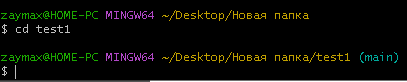 zaymax@HOME-PC MINGW64 ~/Desktop/Новая папка
$ cd test1
zaymax@HOME-PC MINGW64 ~/Desktop/Новая папка/test1 (main)
$